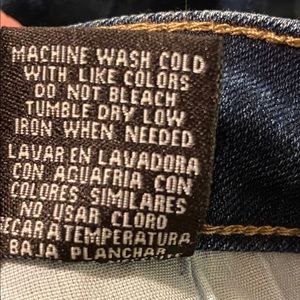 MACHINE WASH COLD
WITH LIKE COLORS
DO NOT BLEACH
TUMBLE DRY LOW
IRON WHEN NEEDED
LAVAR EN LAVADORA
CON AGUAFRIA CON
COLORES SIMILARES
NO USAR CLORO
SECAR A TEMPERATURA
BAJA PLANCHAR